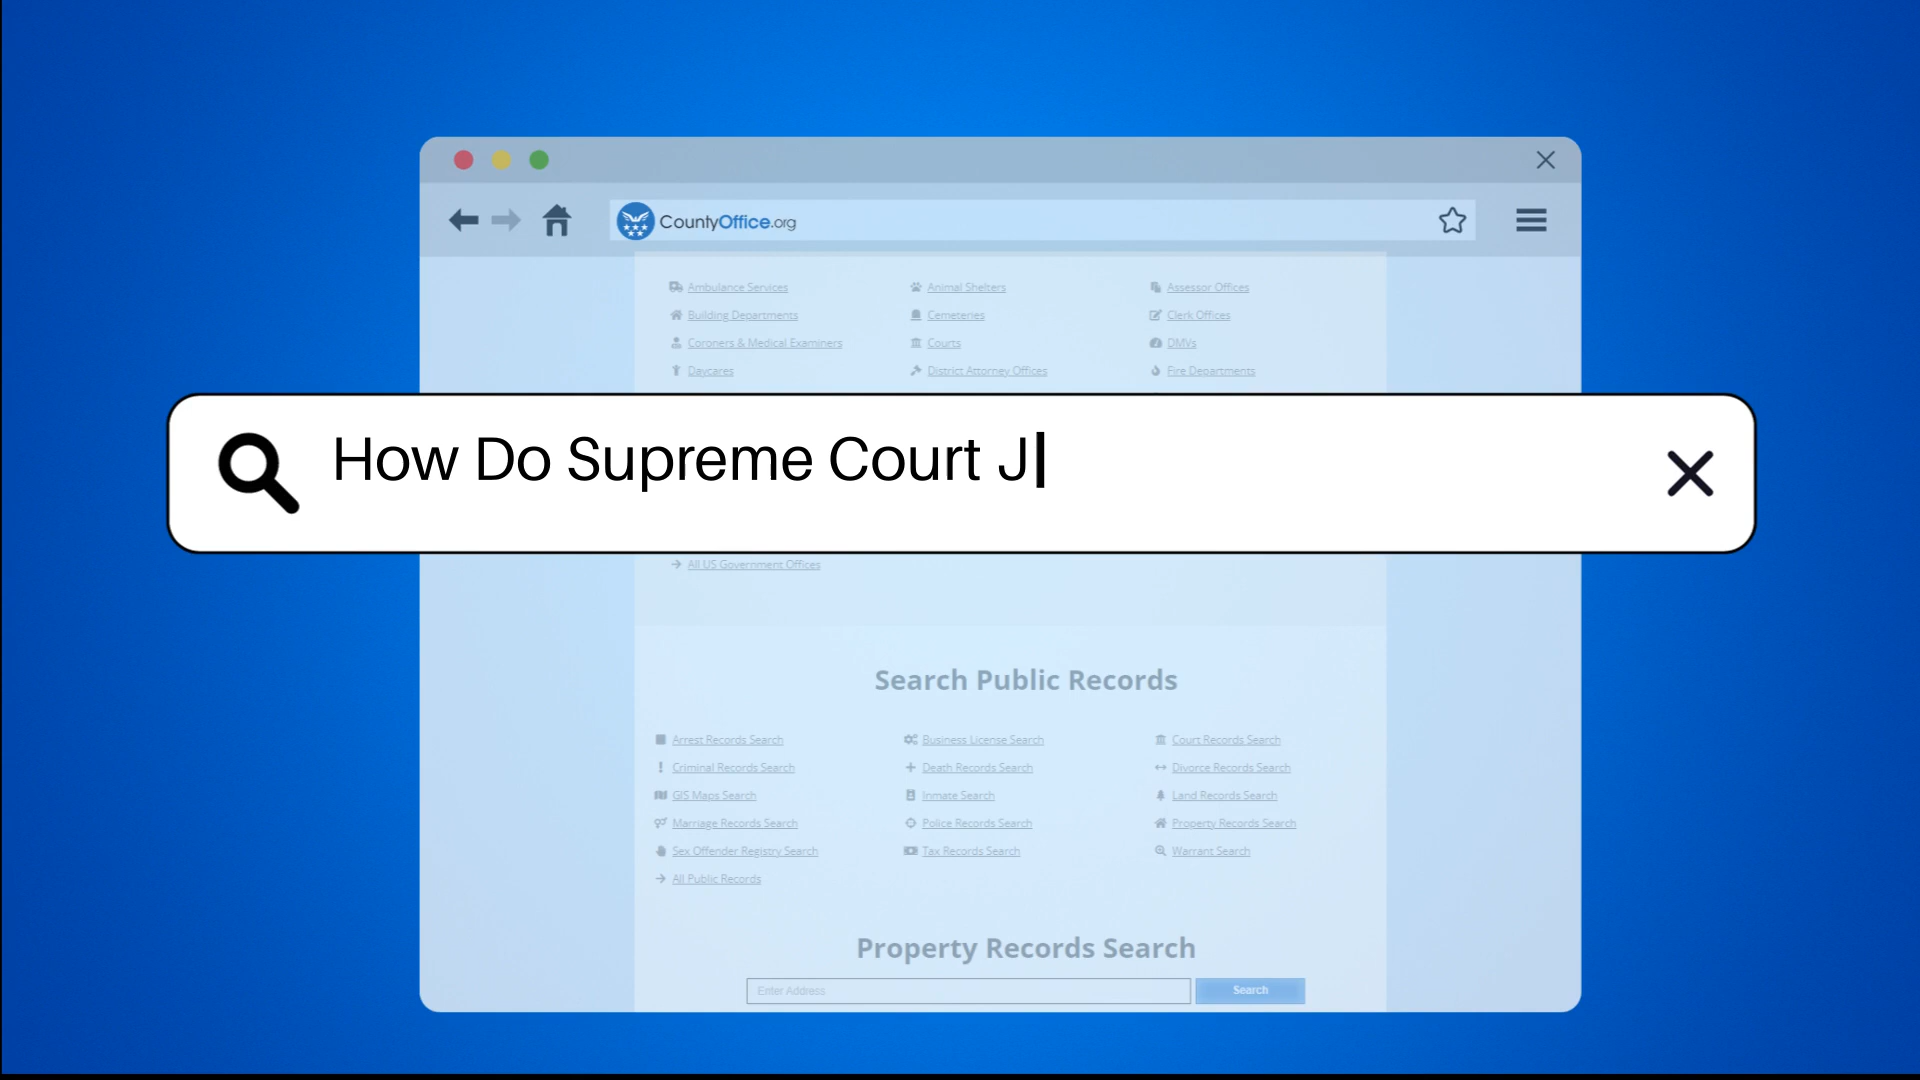 CountyOffice.org
Ambulance Services Animal Shelters Assessor Offices
Building Departments Cemeteries Clerk Offices
Coroners & Medical Examiners Courts DMVs
Daycares District Attorney Offices Fire Departments
How Do Supreme Court J
All US Government Offices
Search Public Records
Arrest Records Search Business License Search Court Records Search
Criminal Records Search Death Records Search Divorce Records Search
GIS Maps Search Inmate Search Land Records Search
Marriage Records Search Police Records Search Property Records Search
Sex Offender Registry Search Tax Records Search Warrant Search
All Public Records
Property Records Search
Enter Address Search